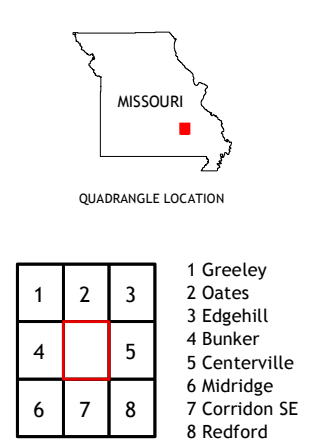 MISSOURI
QUADRANGLE LOCATION
1 2 3
4 5
6 7 8
1 Greeley
2 Oates
3 Edgehill
4 Bunker
5 Centerville
6 Midridge
7 Corridon SE
8 Redford